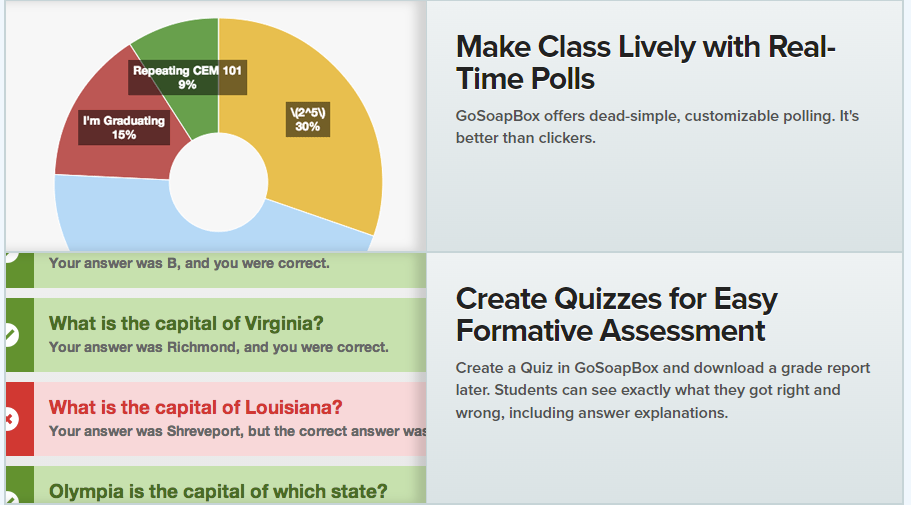 Repeating CEM 101
9%
I'm Graduating
15%
\(2^5\)
30%
Make Class Lively with Real-
Time Polls
GoSoapBox offers dead-simple, customizable polling. It's
better than clickers.
Your answer was B, and you were correct.
What is the capital of Virginia?
Your answer was Richmond, and you were correct.
What is the capital of Louisiana?
Your answer was Shreveport, but the correct answer was
Olympia is the capital of which state?
Create Quizzes for Easy
Formative Assessment
Create a Quiz in GoSoapBox and download a grade report
later. Students can see exactly what they got right and
wrong, including answer explanations.